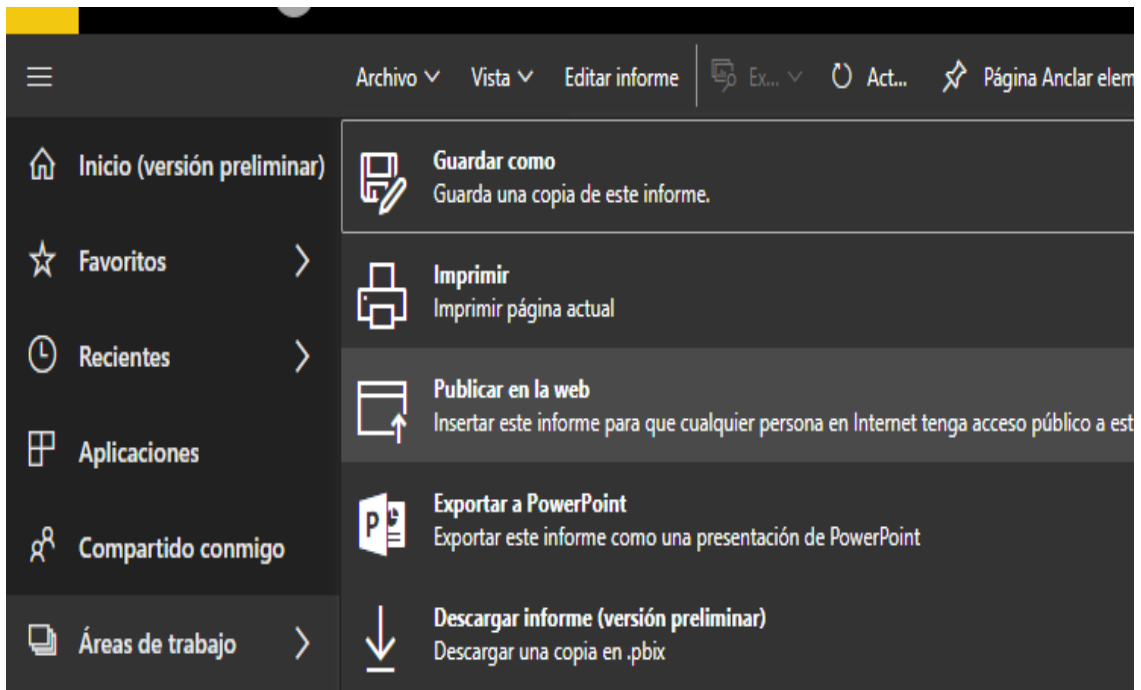 Archivo Vista Editar informe Ex... Act... Página Anclar elem
Inicio (versión preliminar)
Favoritos
Recientes
Aplicaciones
Compartido conmigo
Áreas de trabajo
Guardar como
Guarda una copia de este informe.
Imprimir
Imprimir página actual
Publicar en la web
Insertar este informe para que cualquier persona en Internet tenga acceso público a est
Exportar a PowerPoint
Exportar este informe como una presentación de PowerPoint
Descargar informe (versión preliminar)
Descargar una copia en .pbix